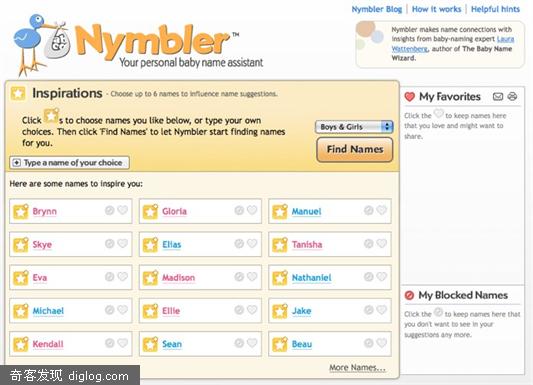 Nymbler Blog | How it works | Helpful hints
Nymbler™
Your personal baby name assistant
Nymbler makes name connections with
insights from baby-naming expert Laura
Wattenberg, author of The Baby Name
Wizard.
Inspirations - Choose up to 6 names to influence name suggestions.
Click s to choose names you like below, or type your own
choices. Then click 'Find Names' to let Nymbler start finding names
for you.
Boys & Girls
Find Names
Type a name of your choice
Here are some names to inspire you:
Brynn Gloria Manuel
Skye Elias Tanisha
Eva Madison Nathaniel
Michael Ellie Jake
Kendall Sean Beau
More Names...
My Favorites
Click the to keep names here
that you love and might want to
share.
My Blocked Names
Click the to keep names here that
you don't want to see in your
suggestions any more.
奇客发现 diglog.com